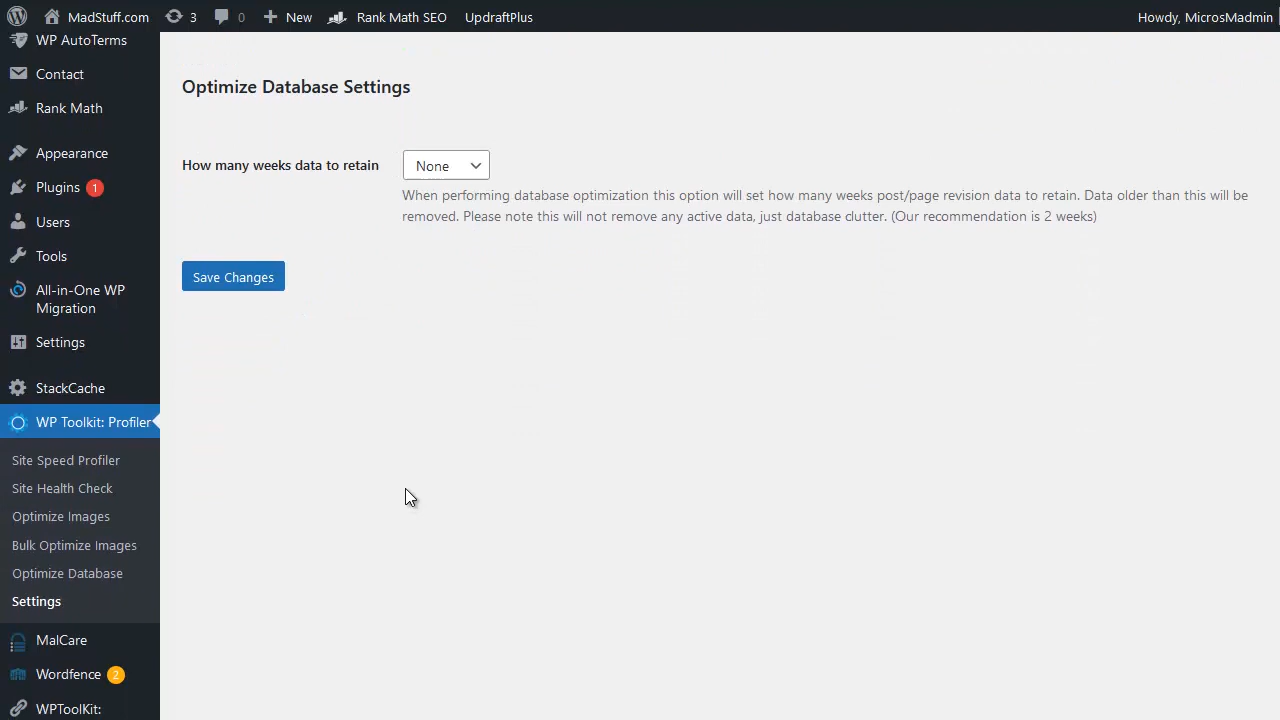 MadStuff.com 3 0 New Rank Math SEO UpdraftPlus Howdy, MicrosMadmin
WP AutoTerms
Contact
Rank Math
Appearance
Plugins 1
Users
Tools
All-in-One WP
Migration
Settings
StackCache
WP Toolkit: Profiler
Site Speed Profiler
Site Health Check
Optimize Images
Bulk Optimize Images
Optimize Database
Settings
MalCare
Wordfence 2
WPToolKit:
Optimize Database Settings
How many weeks data to retain None
When performing database optimization this option will set how many weeks post/page revision data to retain. Data older than this will be
removed. Please note this will not remove any active data, just database clutter. (Our recommendation is 2 weeks)
Save Changes